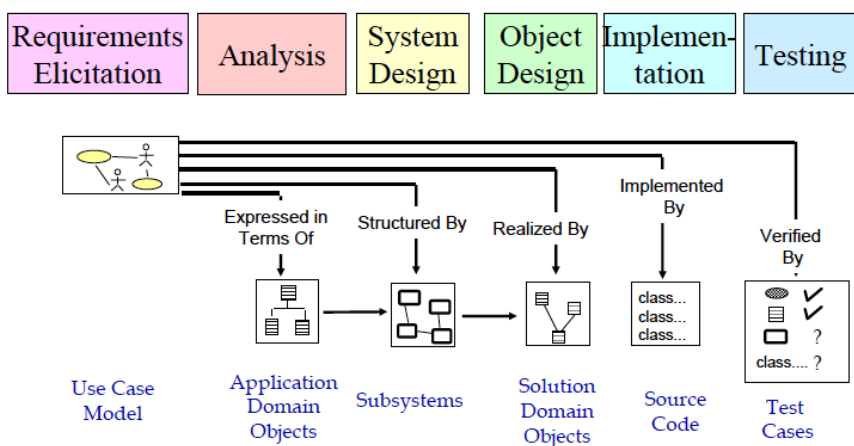 Requirements
Elicitation
Analysis
System
Design
Object
Design
Implemen-
tation
Testing
Expressed in
Terms Of
Structured By
Realized By
Implemented
By
Verified
By
class...
class...
class...
?
class.... ?
Use Case
Model
Application
Domain
Objects
Subsystems
Solution
Domain
Objects
Source
Code
Test
Cases